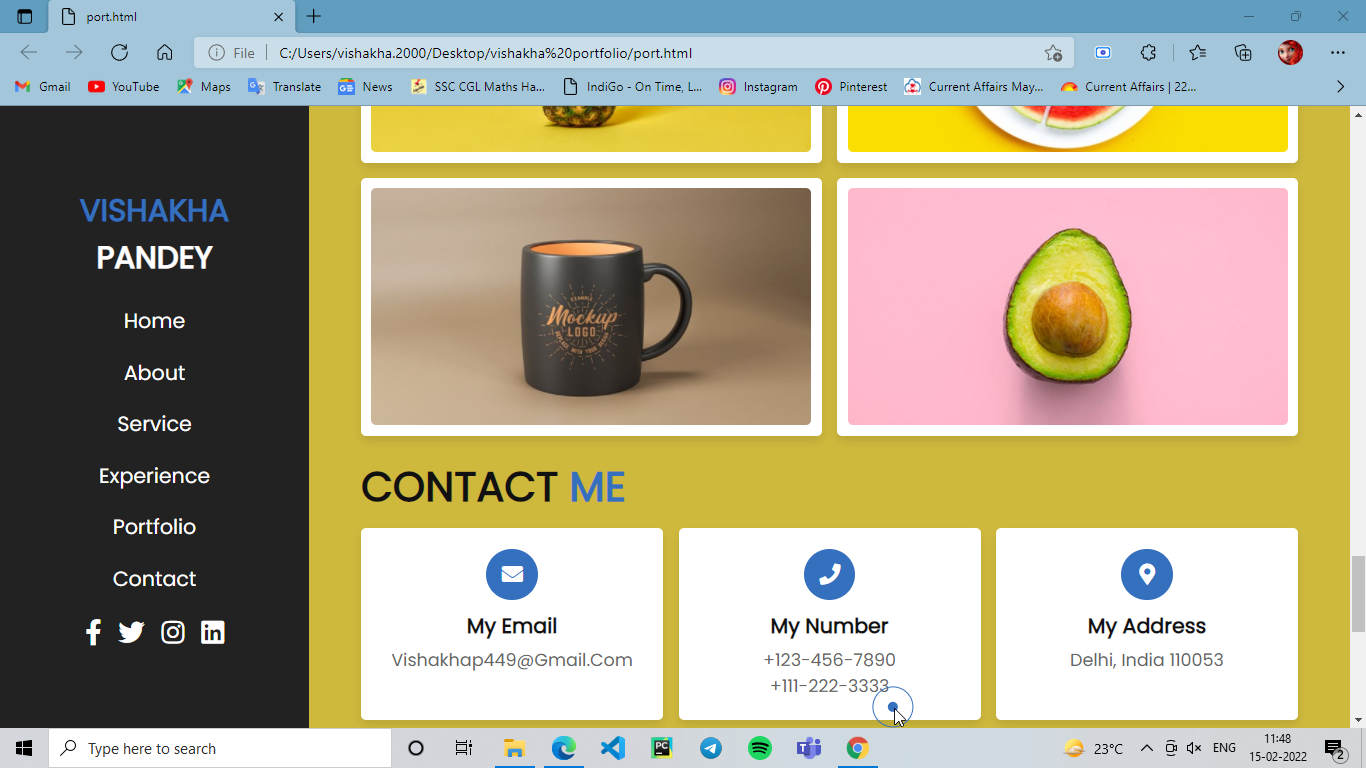 port.html
File
C:/Users/vishakha.2000/Desktop/vishakha%20portfolio/port.html
Gmail
YouTube
Maps
Translate
News
SSC CGL Maths Ha...
IndiGo - On Time, L...
Instagram
Pinterest
Current Affairs May...
Current Affairs | 22...
VISHAKHA
PANDEY
Home
About
Service
Experience
Portfolio
Contact
EXAMPLE
Mockup
LOGO
REPLACE WITH YOUR DESIGN
CONTACT ME
My Email
Vishakhap449@Gmail.Com
My Number
+123-456-7890
+111-222-3333
My Address
Delhi, India 110053
Type here to search
PC
23°C
ENG
11:48
15-02-2022
2